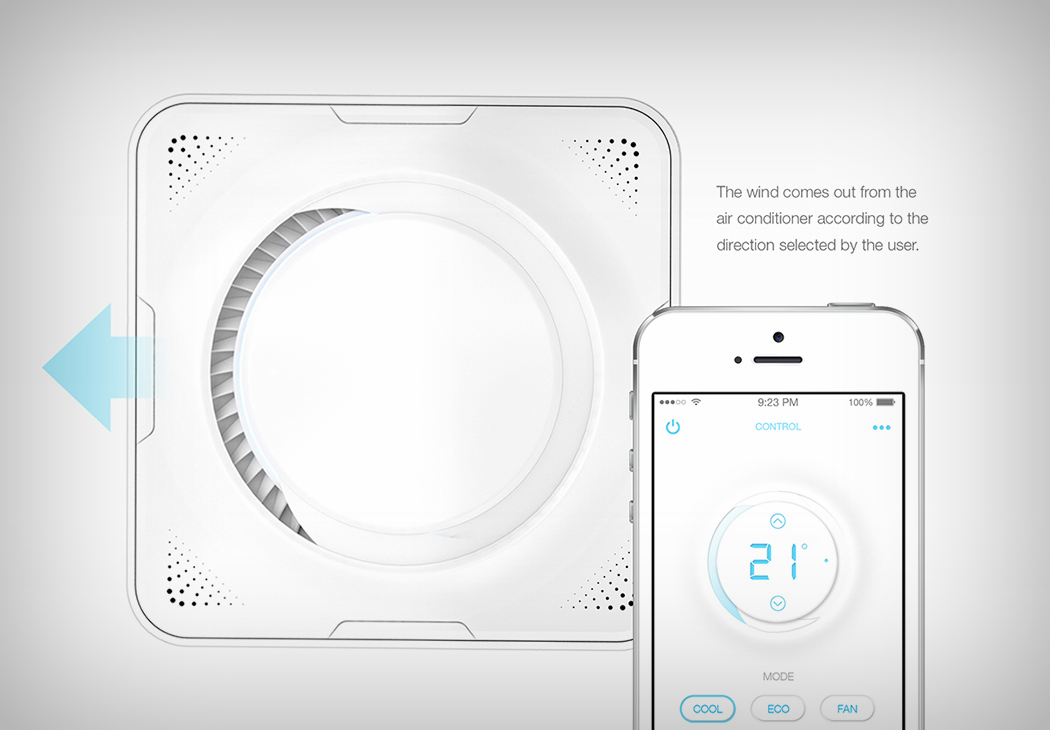 The wind comes out from the
air conditioner according to the
direction selected by the user.
9:23 PM
100%
CONTROL
21°
MODE
COOL
ECO
FAN